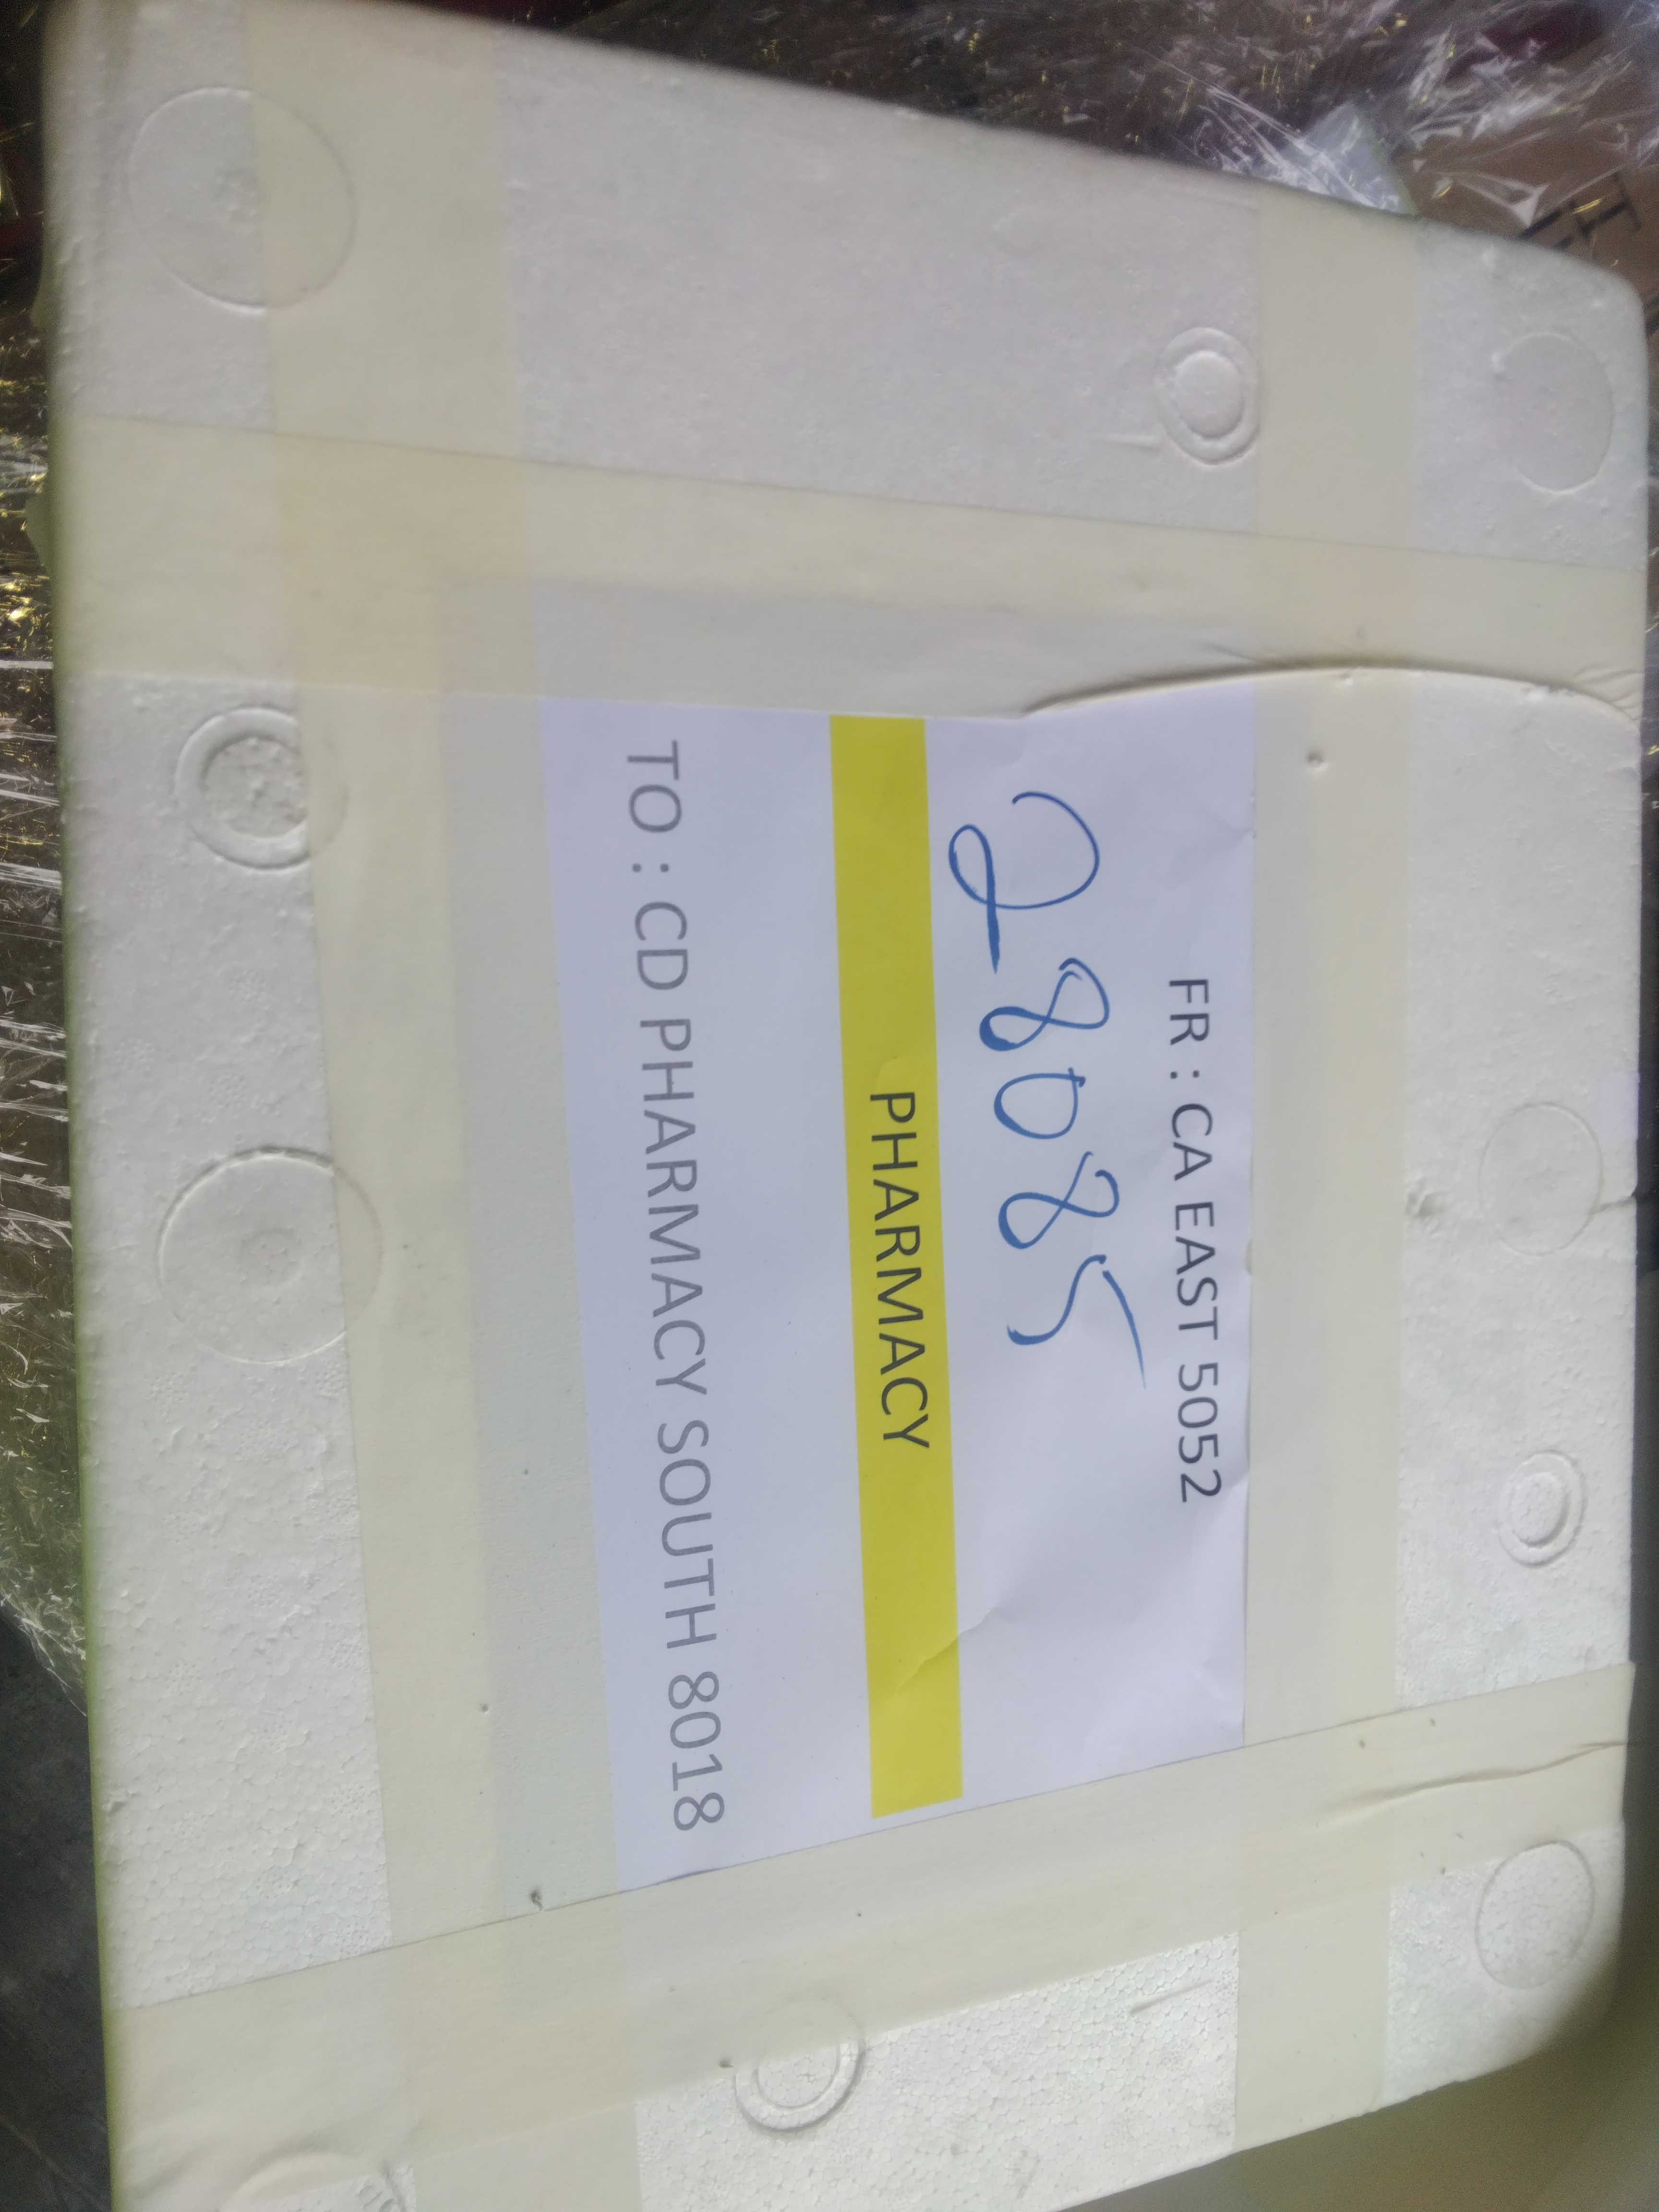 FR : CA EAST 5052
28085
PHARMACY
TO : CD PHARMACY SOUTH 8018